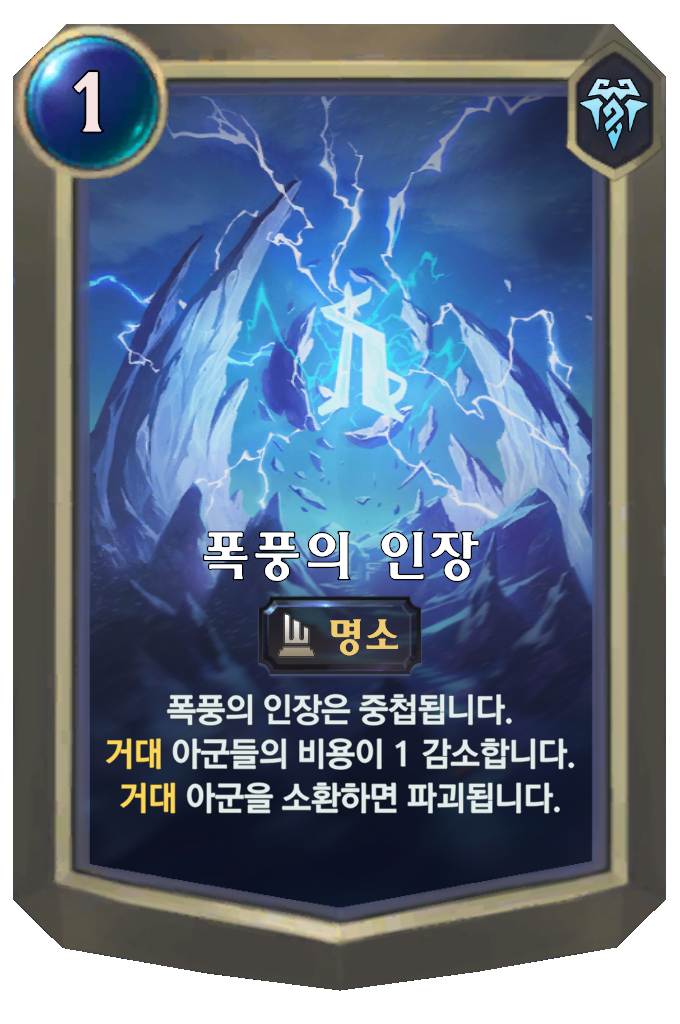 1
폭풍의 인장
명소
폭풍의 인장은 중첩됩니다.
거대 아군들의 비용이 1 감소합니다.
거대 아군을 소환하면 파괴됩니다.